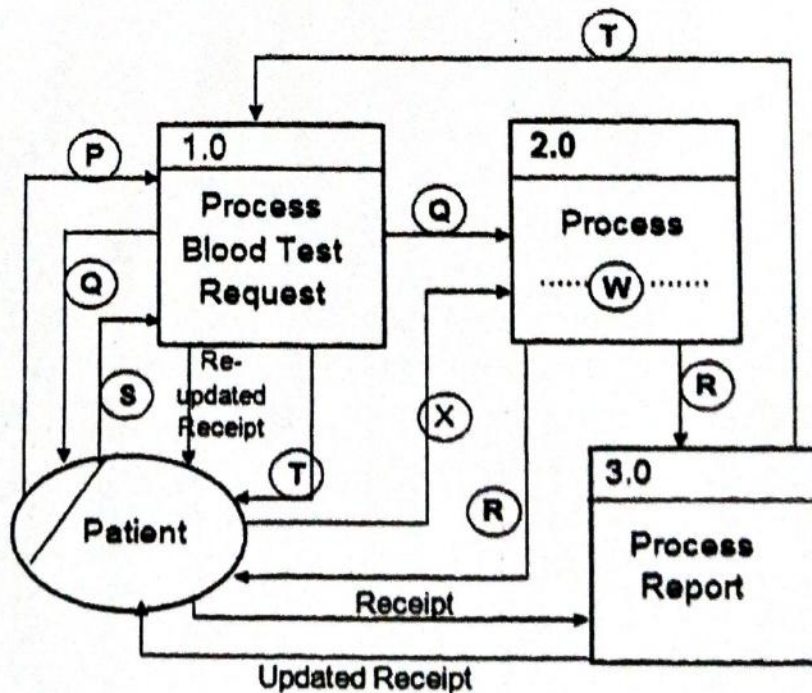 T
P
1.0
Process
Blood Test
Request
Q
2.0
Process
W
Q
S
Re-
updated
Receipt
T
X
R
R
3.0
Process
Report
Patient
Receipt
Updated Receipt